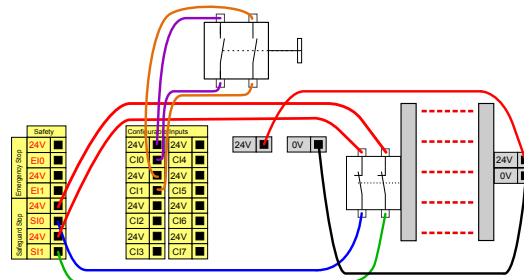 Safety
Emergency Stop
24V
EI0
24V
EI1
Safeguard Stop
24V
SI0
24V
SI1
Configurable Inputs
24V 24V
CI0 CI4
24V 24V
CI1 CI5
24V 24V
CI2 CI6
24V 24V
CI3 CI7
24V 0V
24V
0V